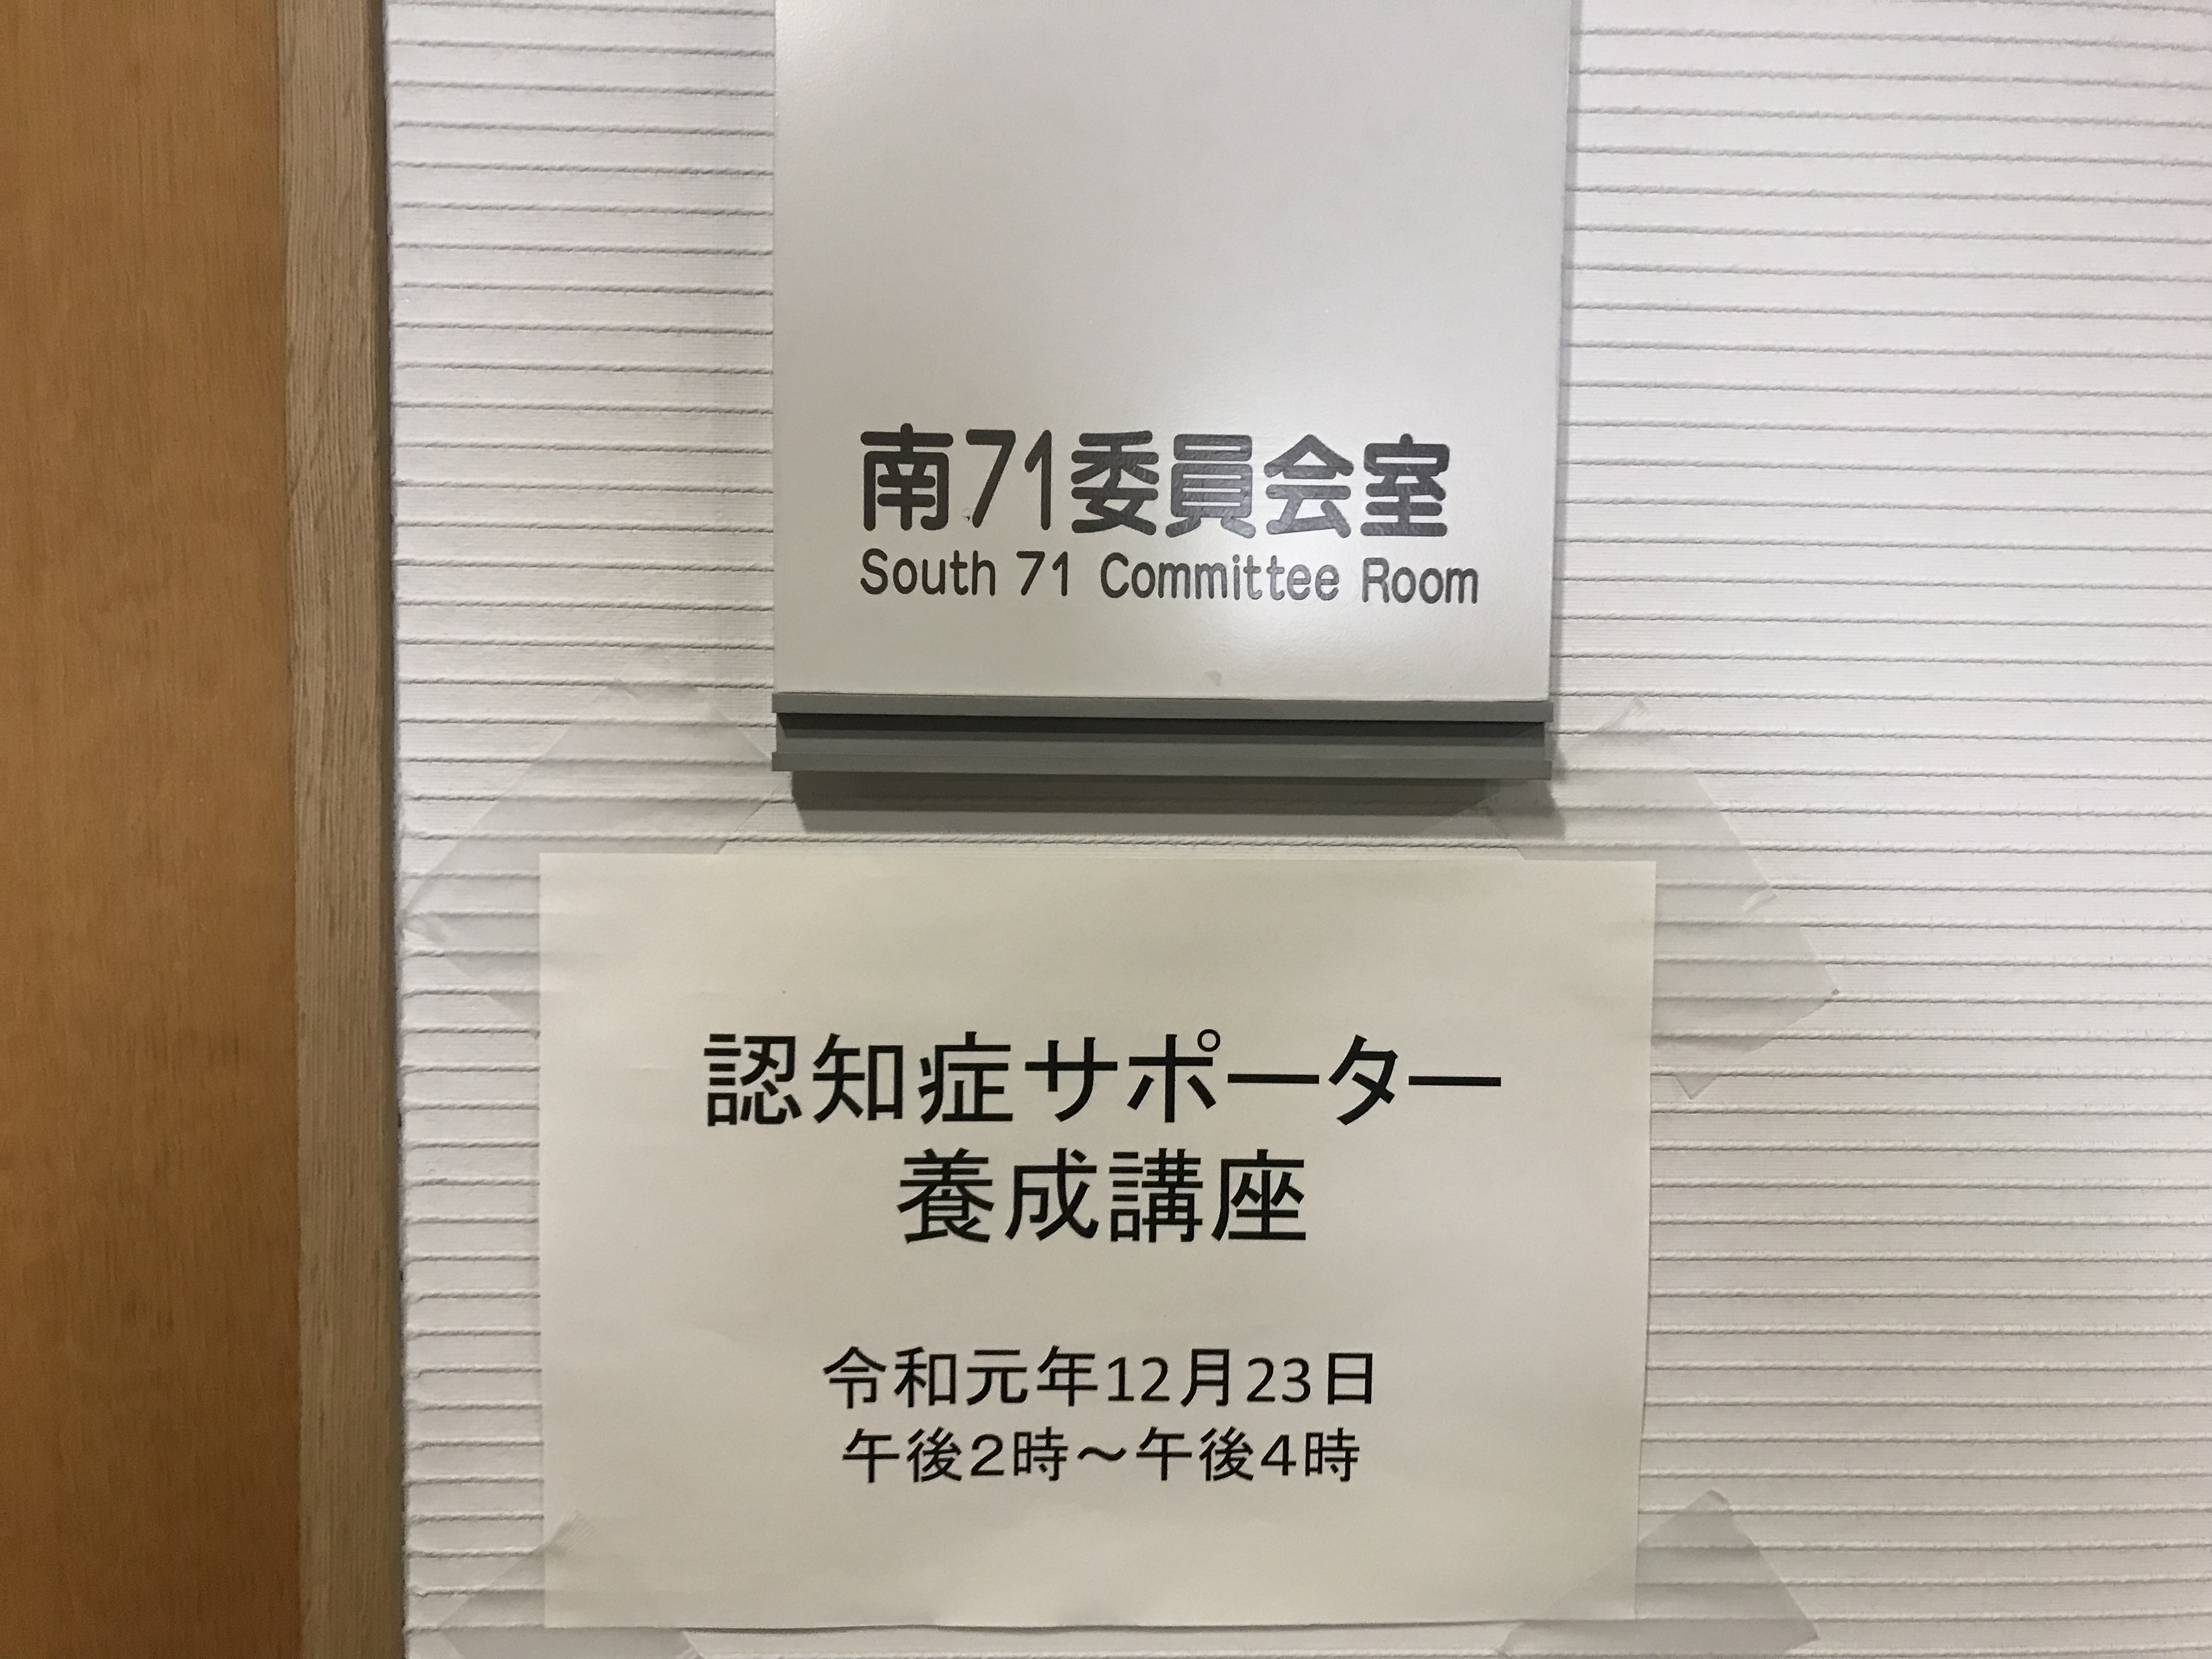 南71委員会室
South 71 Committee Room
認知症サポーター
養成講座
令和元年12月23日
午後2時～午後4時